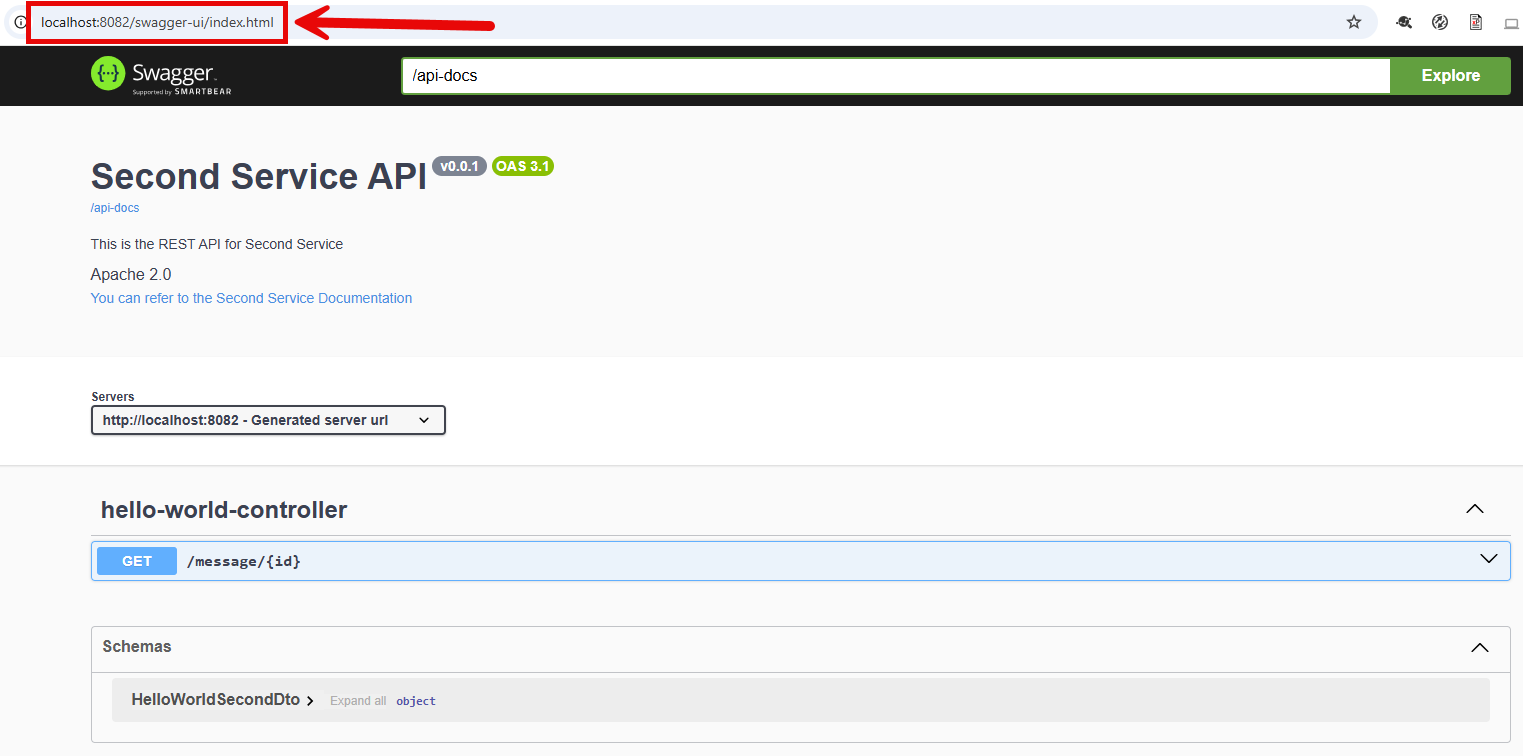 localhost:8082/swagger-ui/index.html
Swagger.
Supported by SMARTBEAR
/api-docs
Explore
Second Service API v0.0.1 OAS 3.1
/api-docs
This is the REST API for Second Service
Apache 2.0
You can refer to the Second Service Documentation
Servers
http://localhost:8082 - Generated server url
hello-world-controller
GET /message/{id}
Schemas
HelloWorldSecondDto Expand all object